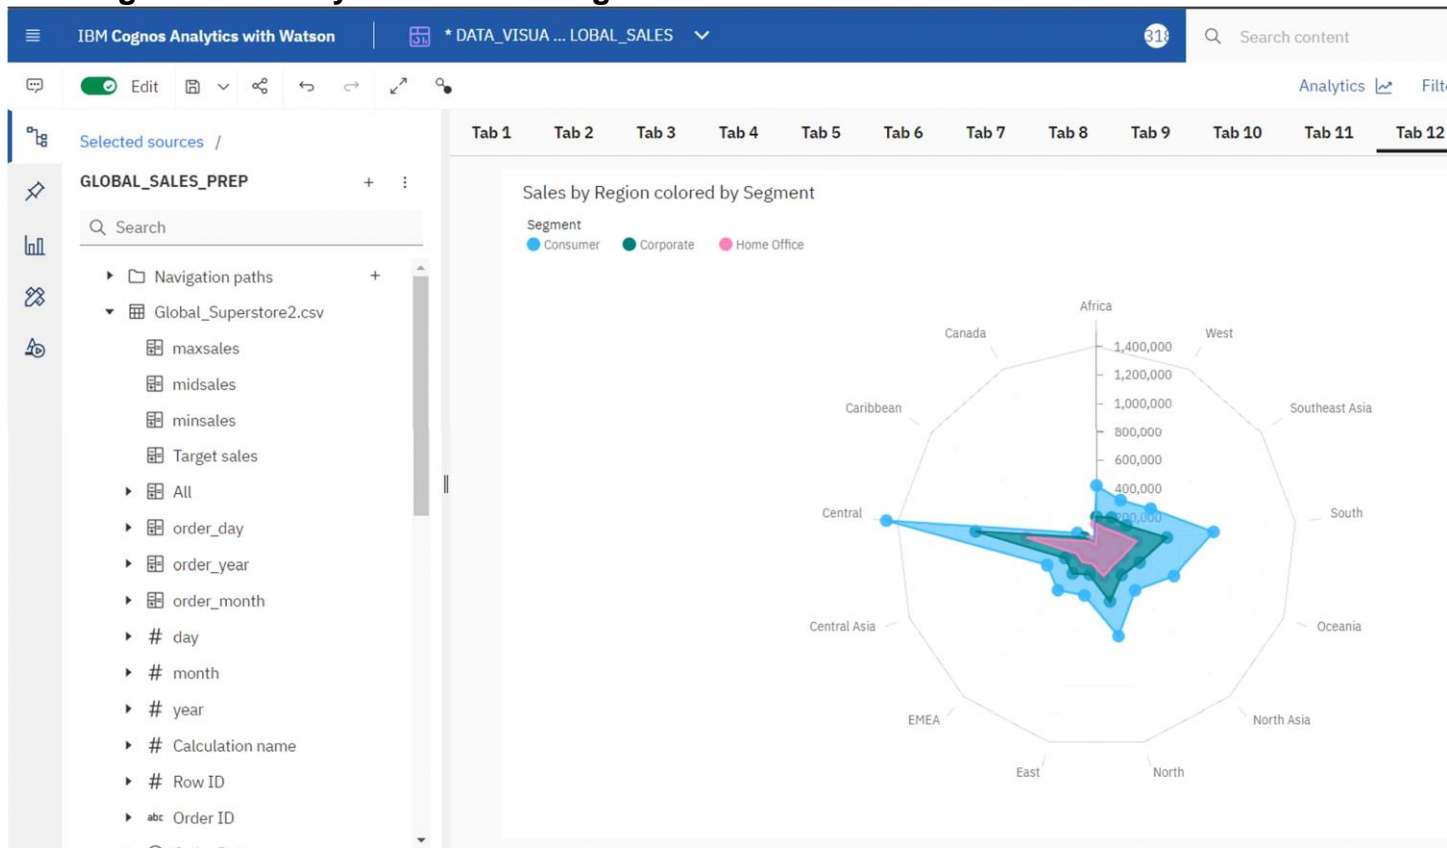 IBM Cognos Analytics with Watson
* DATA_VISUA ... LOBAL_SALES
318
Search content
Edit
Analytics
Filte
Selected sources /
Tab 1 Tab 2 Tab 3 Tab 4 Tab 5 Tab 6 Tab 7 Tab 8 Tab 9 Tab 10 Tab 11 Tab 12
GLOBAL_SALES_PREP
Search
Navigation paths
Global_Superstore2.csv
maxsales
midsales
minsales
Target sales
All
order_day
order_year
order_month
# day
# month
# year
# Calculation name
# Row ID
abc Order ID
Sales by Region colored by Segment
Segment
Consumer Corporate Home Office
Africa
Canada
West
1,400,000
1,200,000
1,000,000
Caribbean
Southeast Asia
800,000
600,000
400,000
200,000
Central
South
Central Asia
Oceania
EMEA
North Asia
East
North